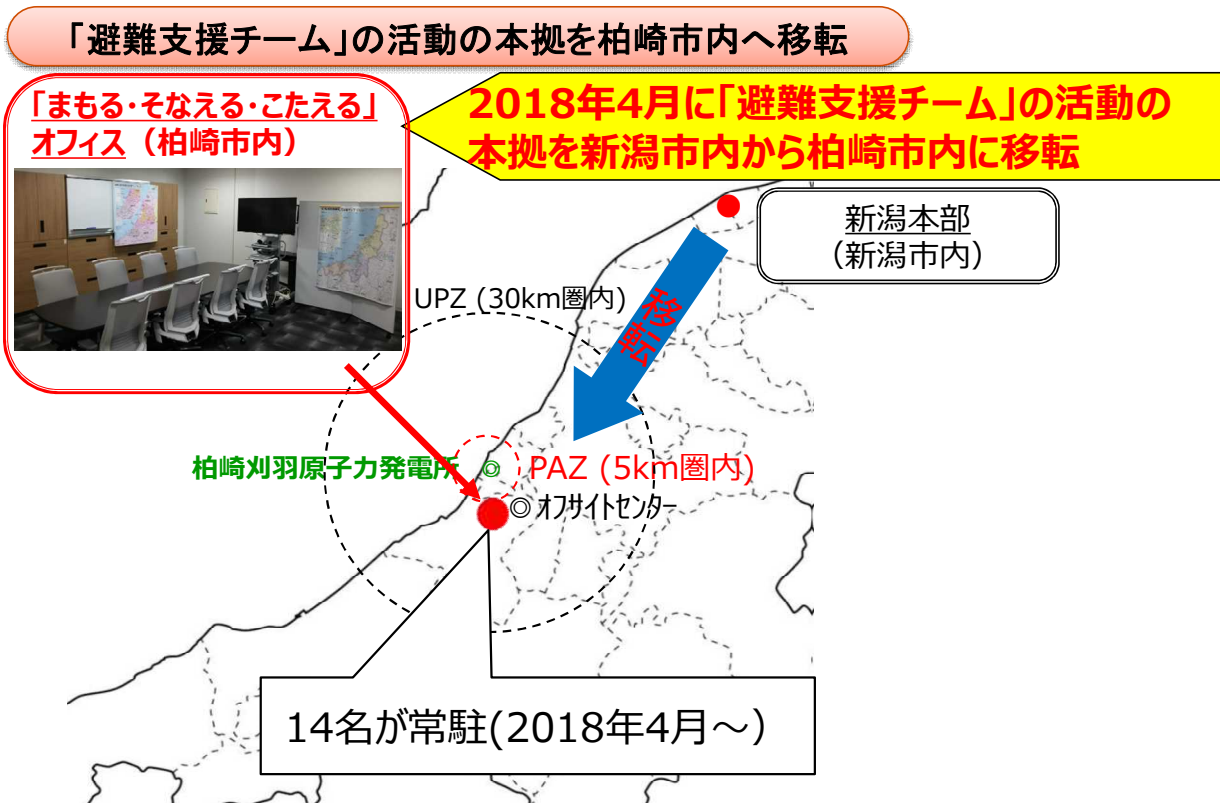 「避難支援チーム」の活動の本拠を柏崎市内へ移転
「まもる・そなえる・こたえる」
オフィス（柏崎市内）
2018年4月に「避難支援チーム」の活動の
本拠を新潟市内から柏崎市内に移転
新潟本部
（新潟市内）
UPZ (30km圏内)
移転
柏崎刈羽原子力発電所
PAZ (5km圏内)
◎オフサイトセンター
14名が常駐(2018年4月～）